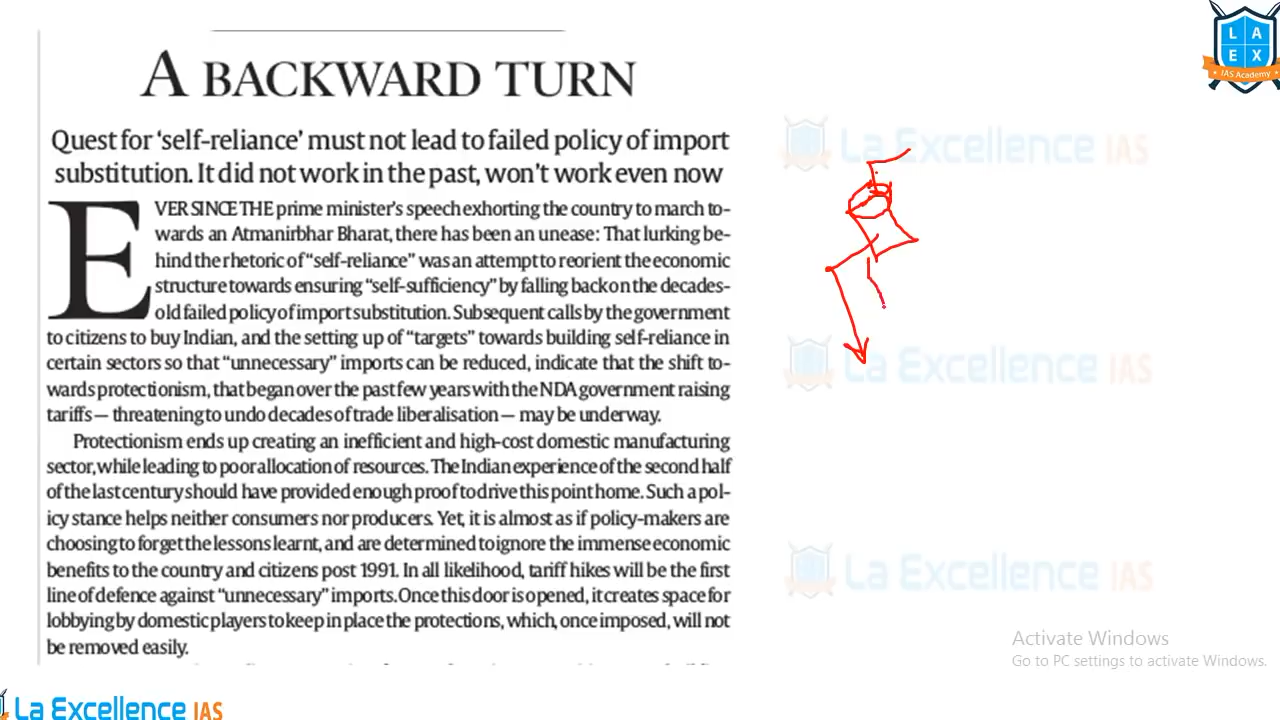 L A
E X
IAS Academy
A BACKWARD TURN
Quest for ‘self-reliance’ must not lead to failed policy of import
substitution. It did not work in the past, won’t work even now
EVER SINCE THE prime minister’s speech exhorting the country to march to-
wards an Atmanirbhar Bharat, there has been an unease: That lurking be-
hind the rhetoric of “self-reliance” was an attempt to reorient the economic
structure towards ensuring “self-sufficiency” by falling back on the decades-
old failed policy of import substitution. Subsequent calls by the government
to citizens to buy Indian, and the setting up of “targets” towards building self-reliance in
certain sectors so that “unnecessary” imports can be reduced, indicate that the shift to-
wards protectionism, that began over the past few years with the NDA government raising
tariffs — threatening to undo decades of trade liberalisation — may be underway.
Protectionism ends up creating an inefficient and high-cost domestic manufacturing
sector, while leading to poor allocation of resources. The Indian experience of the second half
of the last century should have provided enough proof to drive this point home. Such a pol-
icy stance helps neither consumers nor producers. Yet, it is almost as if policy-makers are
choosing to forget the lessons learnt, and are determined to ignore the immense economic
benefits to the country and citizens post 1991. In all likelihood, tariff hikes will be the first
line of defence against “unnecessary” imports. Once this door is opened, it creates space for
lobbying by domestic players to keep in place the protections, which, once imposed, will not
be removed easily.
La Excellence IAS
La Excellence IAS
La Excellence IAS
Activate Windows
Go to PC settings to activate Windows.
La Excellence IAS
La Excellence IAS